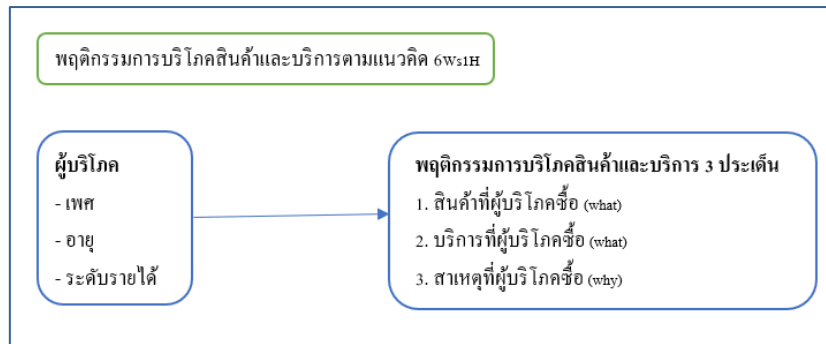 พฤติกรรมการบริโภคสินค้าและบริการตามแนวคิด 6Ws1H
ผู้บริโภค
- เพศ
- อายุ
- ระดับรายได้
พฤติกรรมการบริโภคสินค้าและบริการ 3 ประเด็น
1. สินค้าที่ผู้บริโภคซื้อ (what)
2. บริการที่ผู้บริโภคซื้อ (what)
3. สาเหตุที่ผู้บริโภคซื้อ (why)